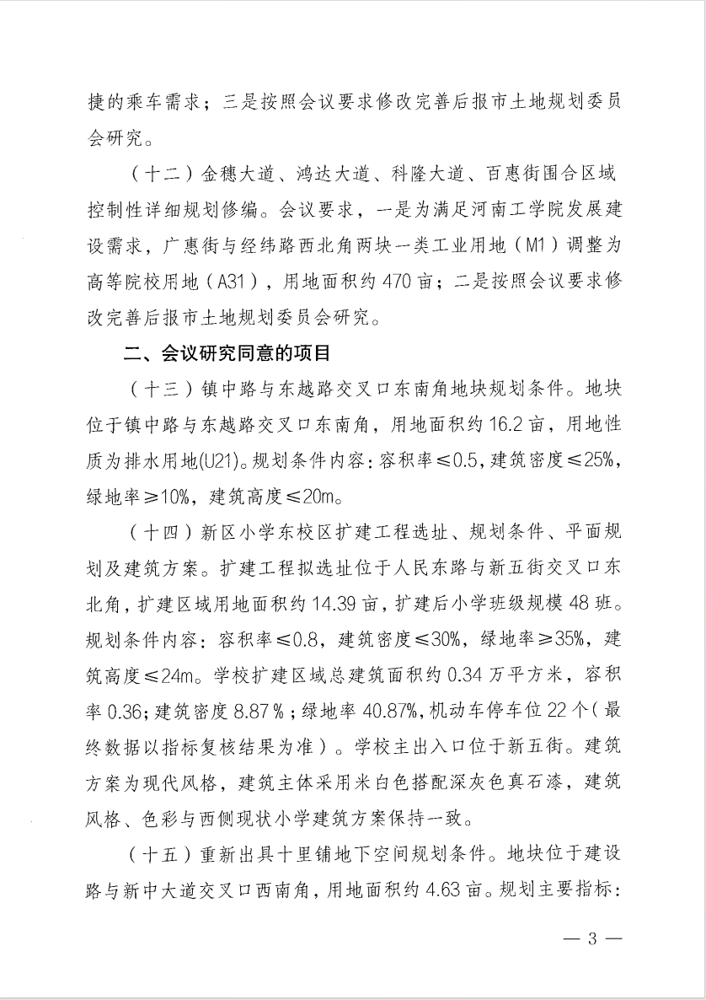 捷的乘车需求；三是按照会议要求修改完善后报市土地规划委员
会研究。
（十二）金穗大道、鸿达大道、科隆大道、百惠街围合区域
控制性详细规划修编。会议要求，一是为满足河南工学院发展建
设需求，广惠街与经纬路西北角两块一类工业用地（M1）调整为
高等院校用地（A31），用地面积约 470 亩；二是按照会议要求修
改完善后报市土地规划委员会研究。
二、会议研究同意的项目
（十三）镇中路与东越路交叉口东南角地块规划条件。地块
位于镇中路与东越路交叉口东南角，用地面积约 16.2 亩，用地性
质为排水用地(U21)。规划条件内容：容积率≤0.5，建筑密度≤25%，
绿地率≥10%，建筑高度≤20m。
（十四）新区小学东校区扩建工程选址、规划条件、平面规
划及建筑方案。扩建工程拟选址位于人民东路与新五街交叉口东
北角，扩建区域用地面积约 14.39 亩，扩建后小学班级规模 48 班。
规划条件内容：容积率≤0.8，建筑密度≤30%，绿地率≥35%，建
筑高度≤24m。学校扩建区域总建筑面积约 0.34 万平方米，容积
率 0.36；建筑密度 8.87%；绿地率 40.87%，机动车停车位 22 个（最
终数据以指标复核结果为准）。学校主出入口位于新五街。建筑
方案为现代风格，建筑主体采用米白色搭配深灰色真石漆，建筑
风格、色彩与西侧现状小学建筑方案保持一致。
（十五）重新出具十里铺地下空间规划条件。地块位于建设
路与新中大道交叉口西南角，用地面积约 4.63 亩。规划主要指标：
— 3 —